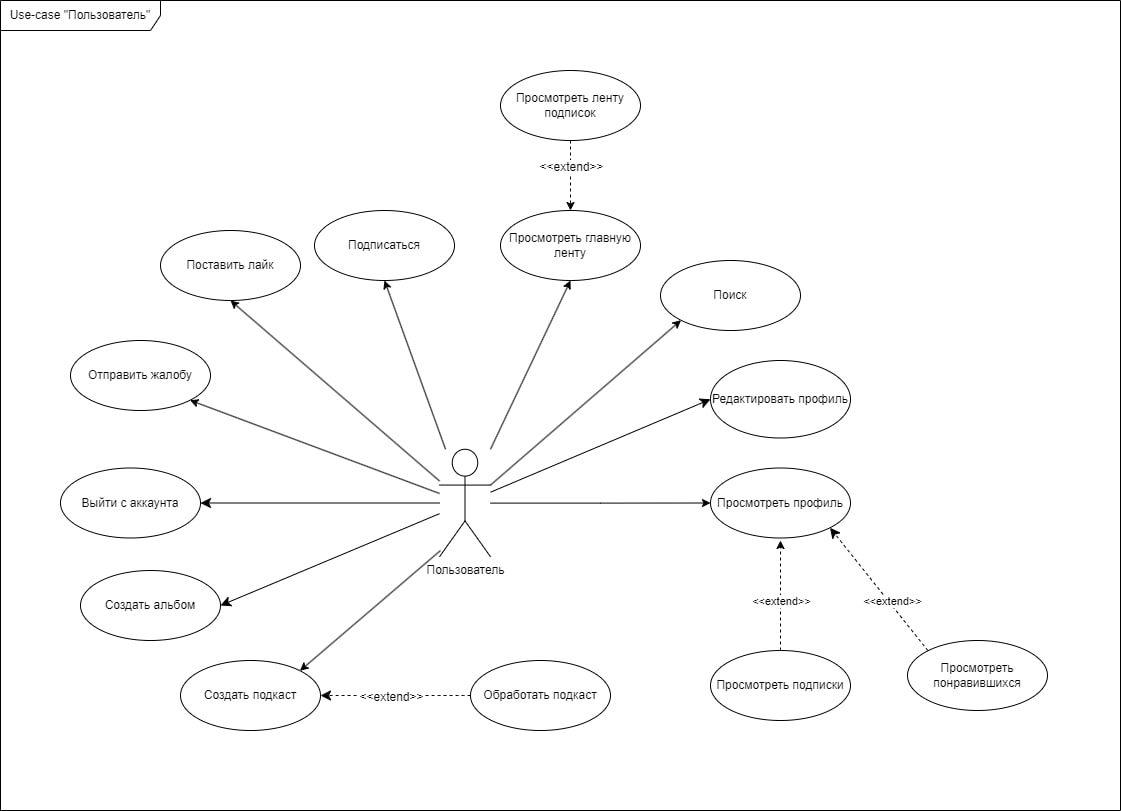 Use-case "Пользователь"
Просмотреть ленту
подписок
<<extend>>
Просмотреть главную
ленту
Подписаться
Поставить лайк
Поиск
Отправить жалобу
Редактировать профиль
Выйти с аккаунта
Просмотреть профиль
Пользователь
Создать альбом
<<extend>>
<<extend>>
Создать подкаст
<<extend>>
Обработать подкаст
Просмотреть подписки
Просмотреть
понравившихся